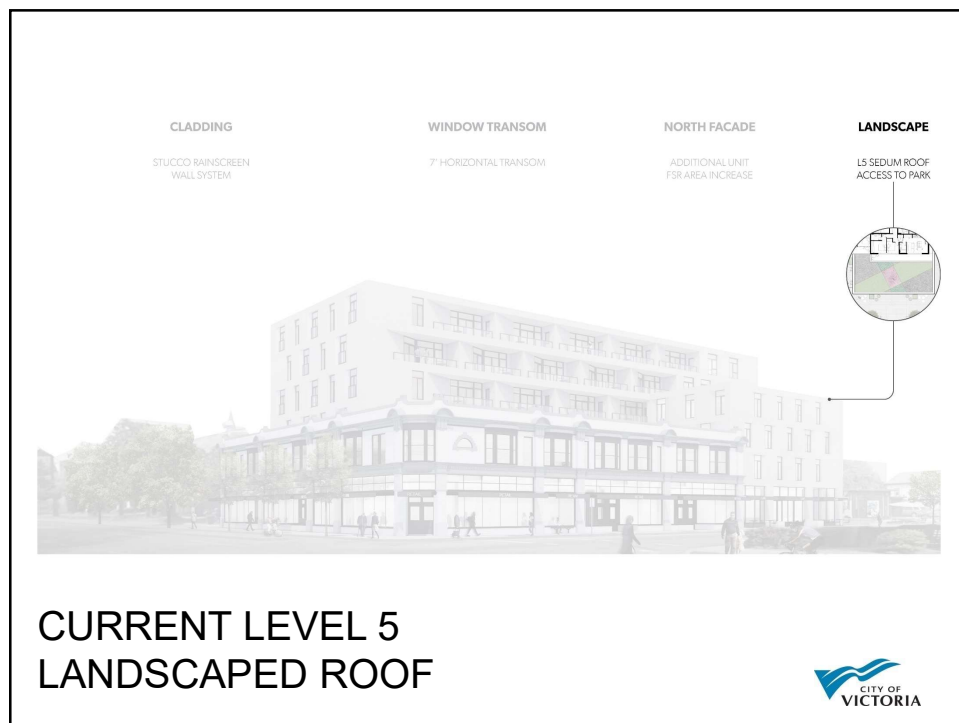 CLADDING
STUCCO RAINSCREEN
WALL SYSTEM
WINDOW TRANSOM
7' HORIZONTAL TRANSOM
NORTH FACADE
ADDITIONAL UNIT
FSR AREA INCREASE
LANDSCAPE
L5 SEDUM ROOF
ACCESS TO PARK
CURRENT LEVEL 5
LANDSCAPED ROOF
CITY OF
VICTORIA